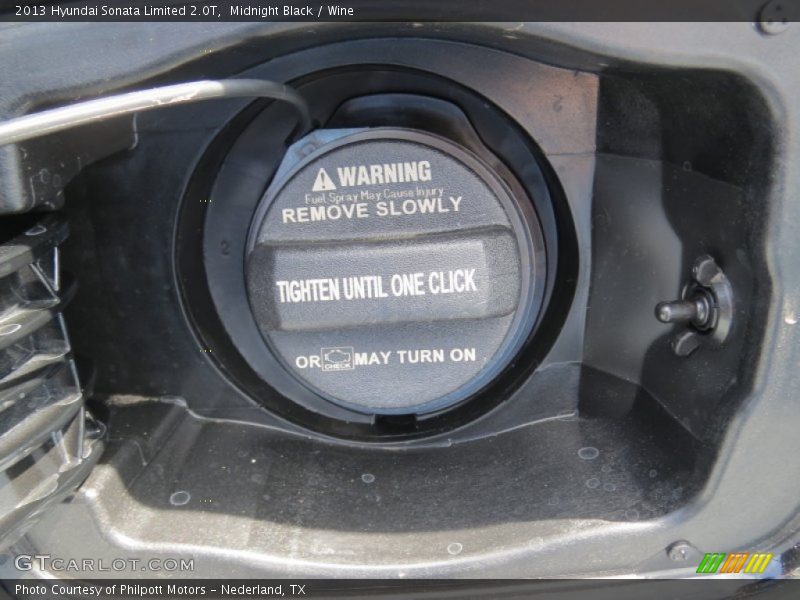 2013 Hyundai Sonata Limited 2.0T, Midnight Black / Wine
WARNING
Fuel Spray May Cause Injury
REMOVE SLOWLY
TIGHTEN UNTIL ONE CLICK
OR CHECK MAY TURN ON
GTCARLOT.COM
Photo Courtesy of Philpott Motors - Nederland, TX